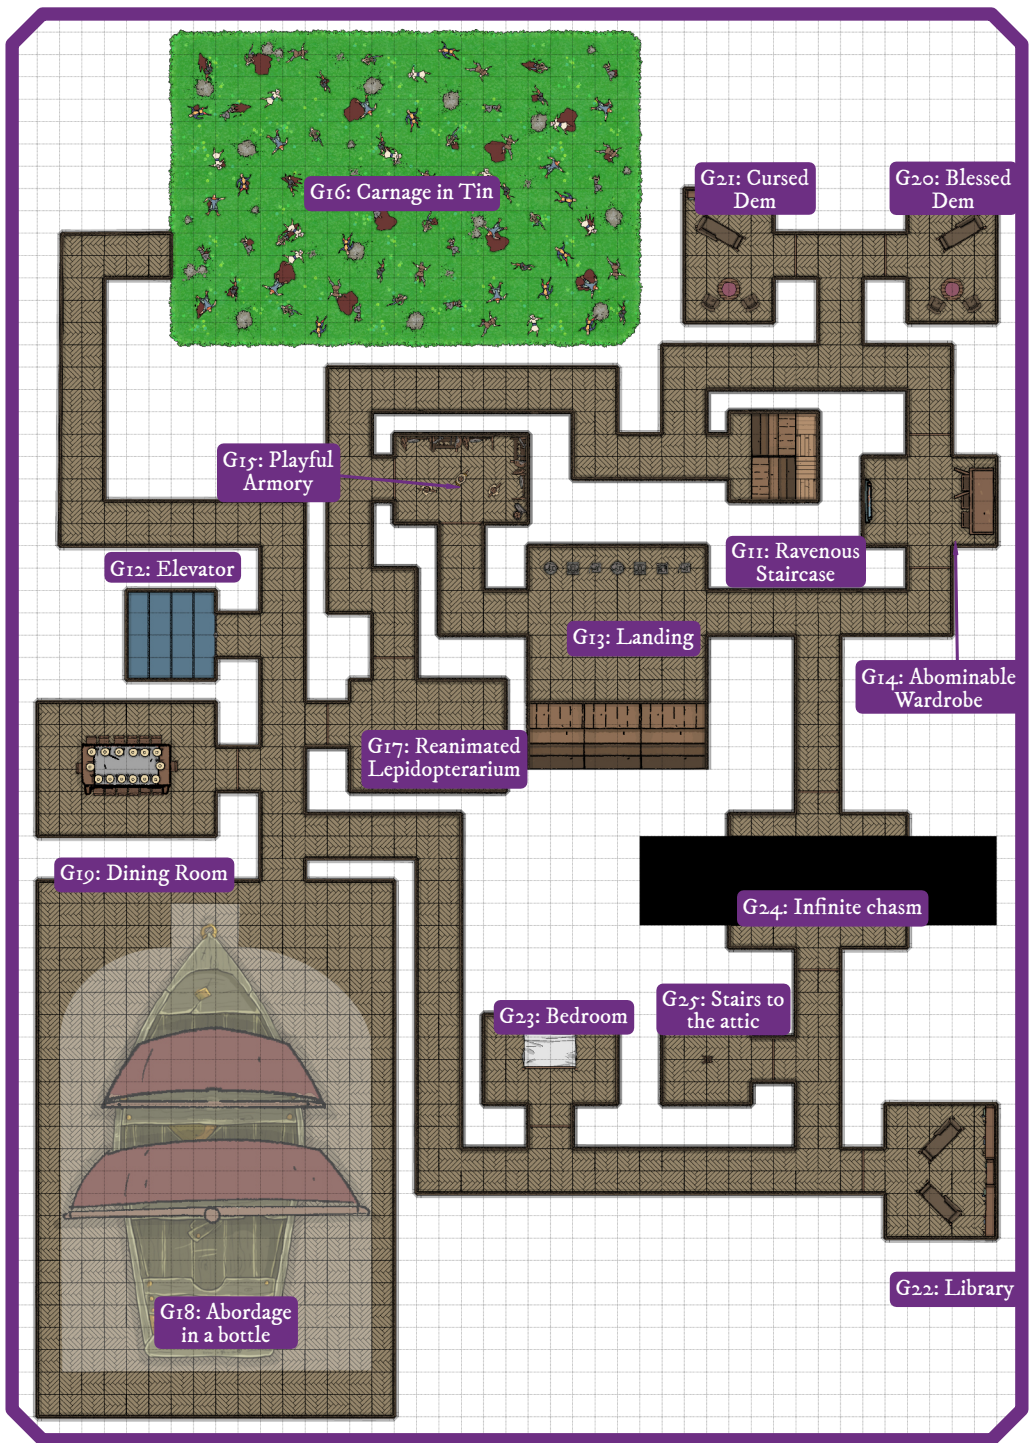 G16: Carnage in Tin
G21: Cursed
Dem
G20: Blessed
Dem
G15: Playful
Armory
G12: Elevator
G11: Ravenous
Staircase
G13: Landing
G14: Abominable
Wardrobe
G17: Reanimated
Lepidopterarium
G19: Dining Room
G24: Infinite chasm
G23: Bedroom
G25: Stairs to
the attic
G22: Library
G18: Abordage
in a bottle